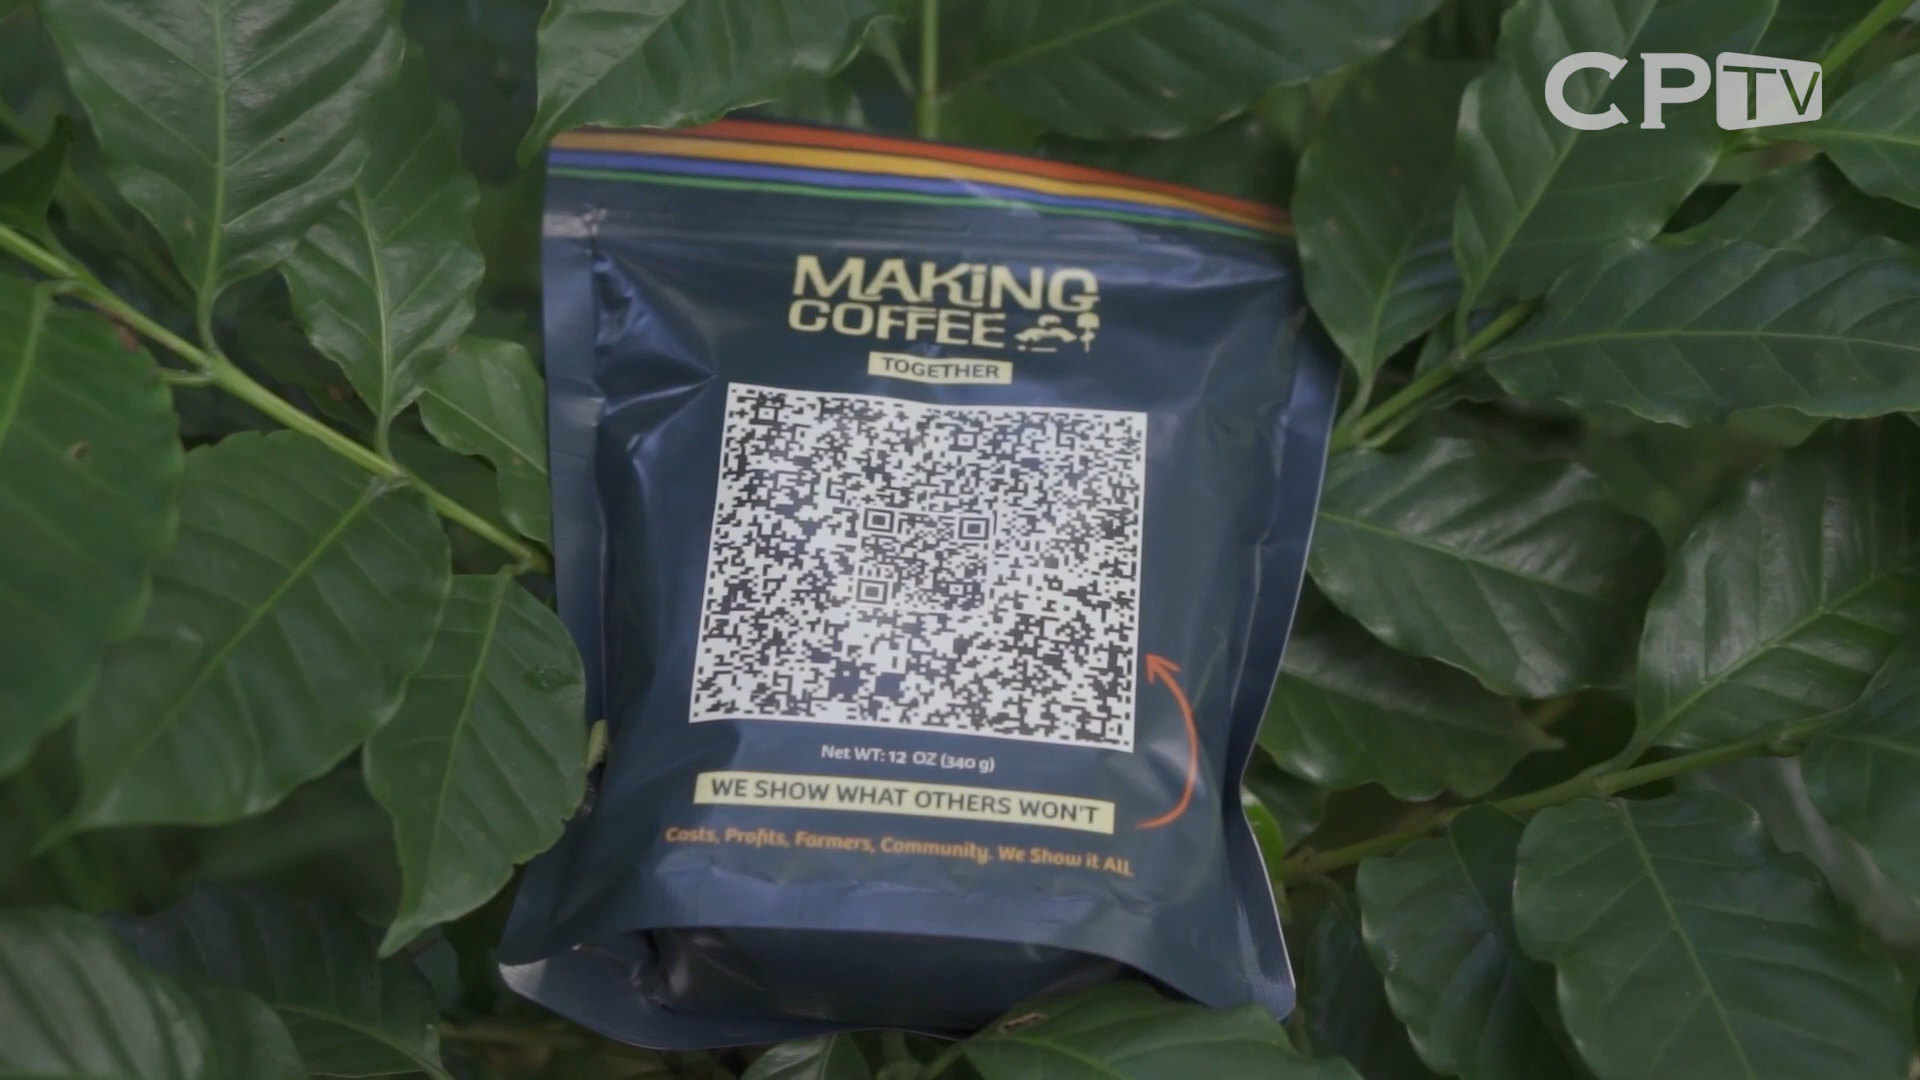 CPTV
MAKiNG
COFFEE
TOGETHER
Net WT: 12 OZ (340 g)
WE SHOW WHAT OTHERS WON'T
Costs, Profits, Farmers, Community. We Show it ALL